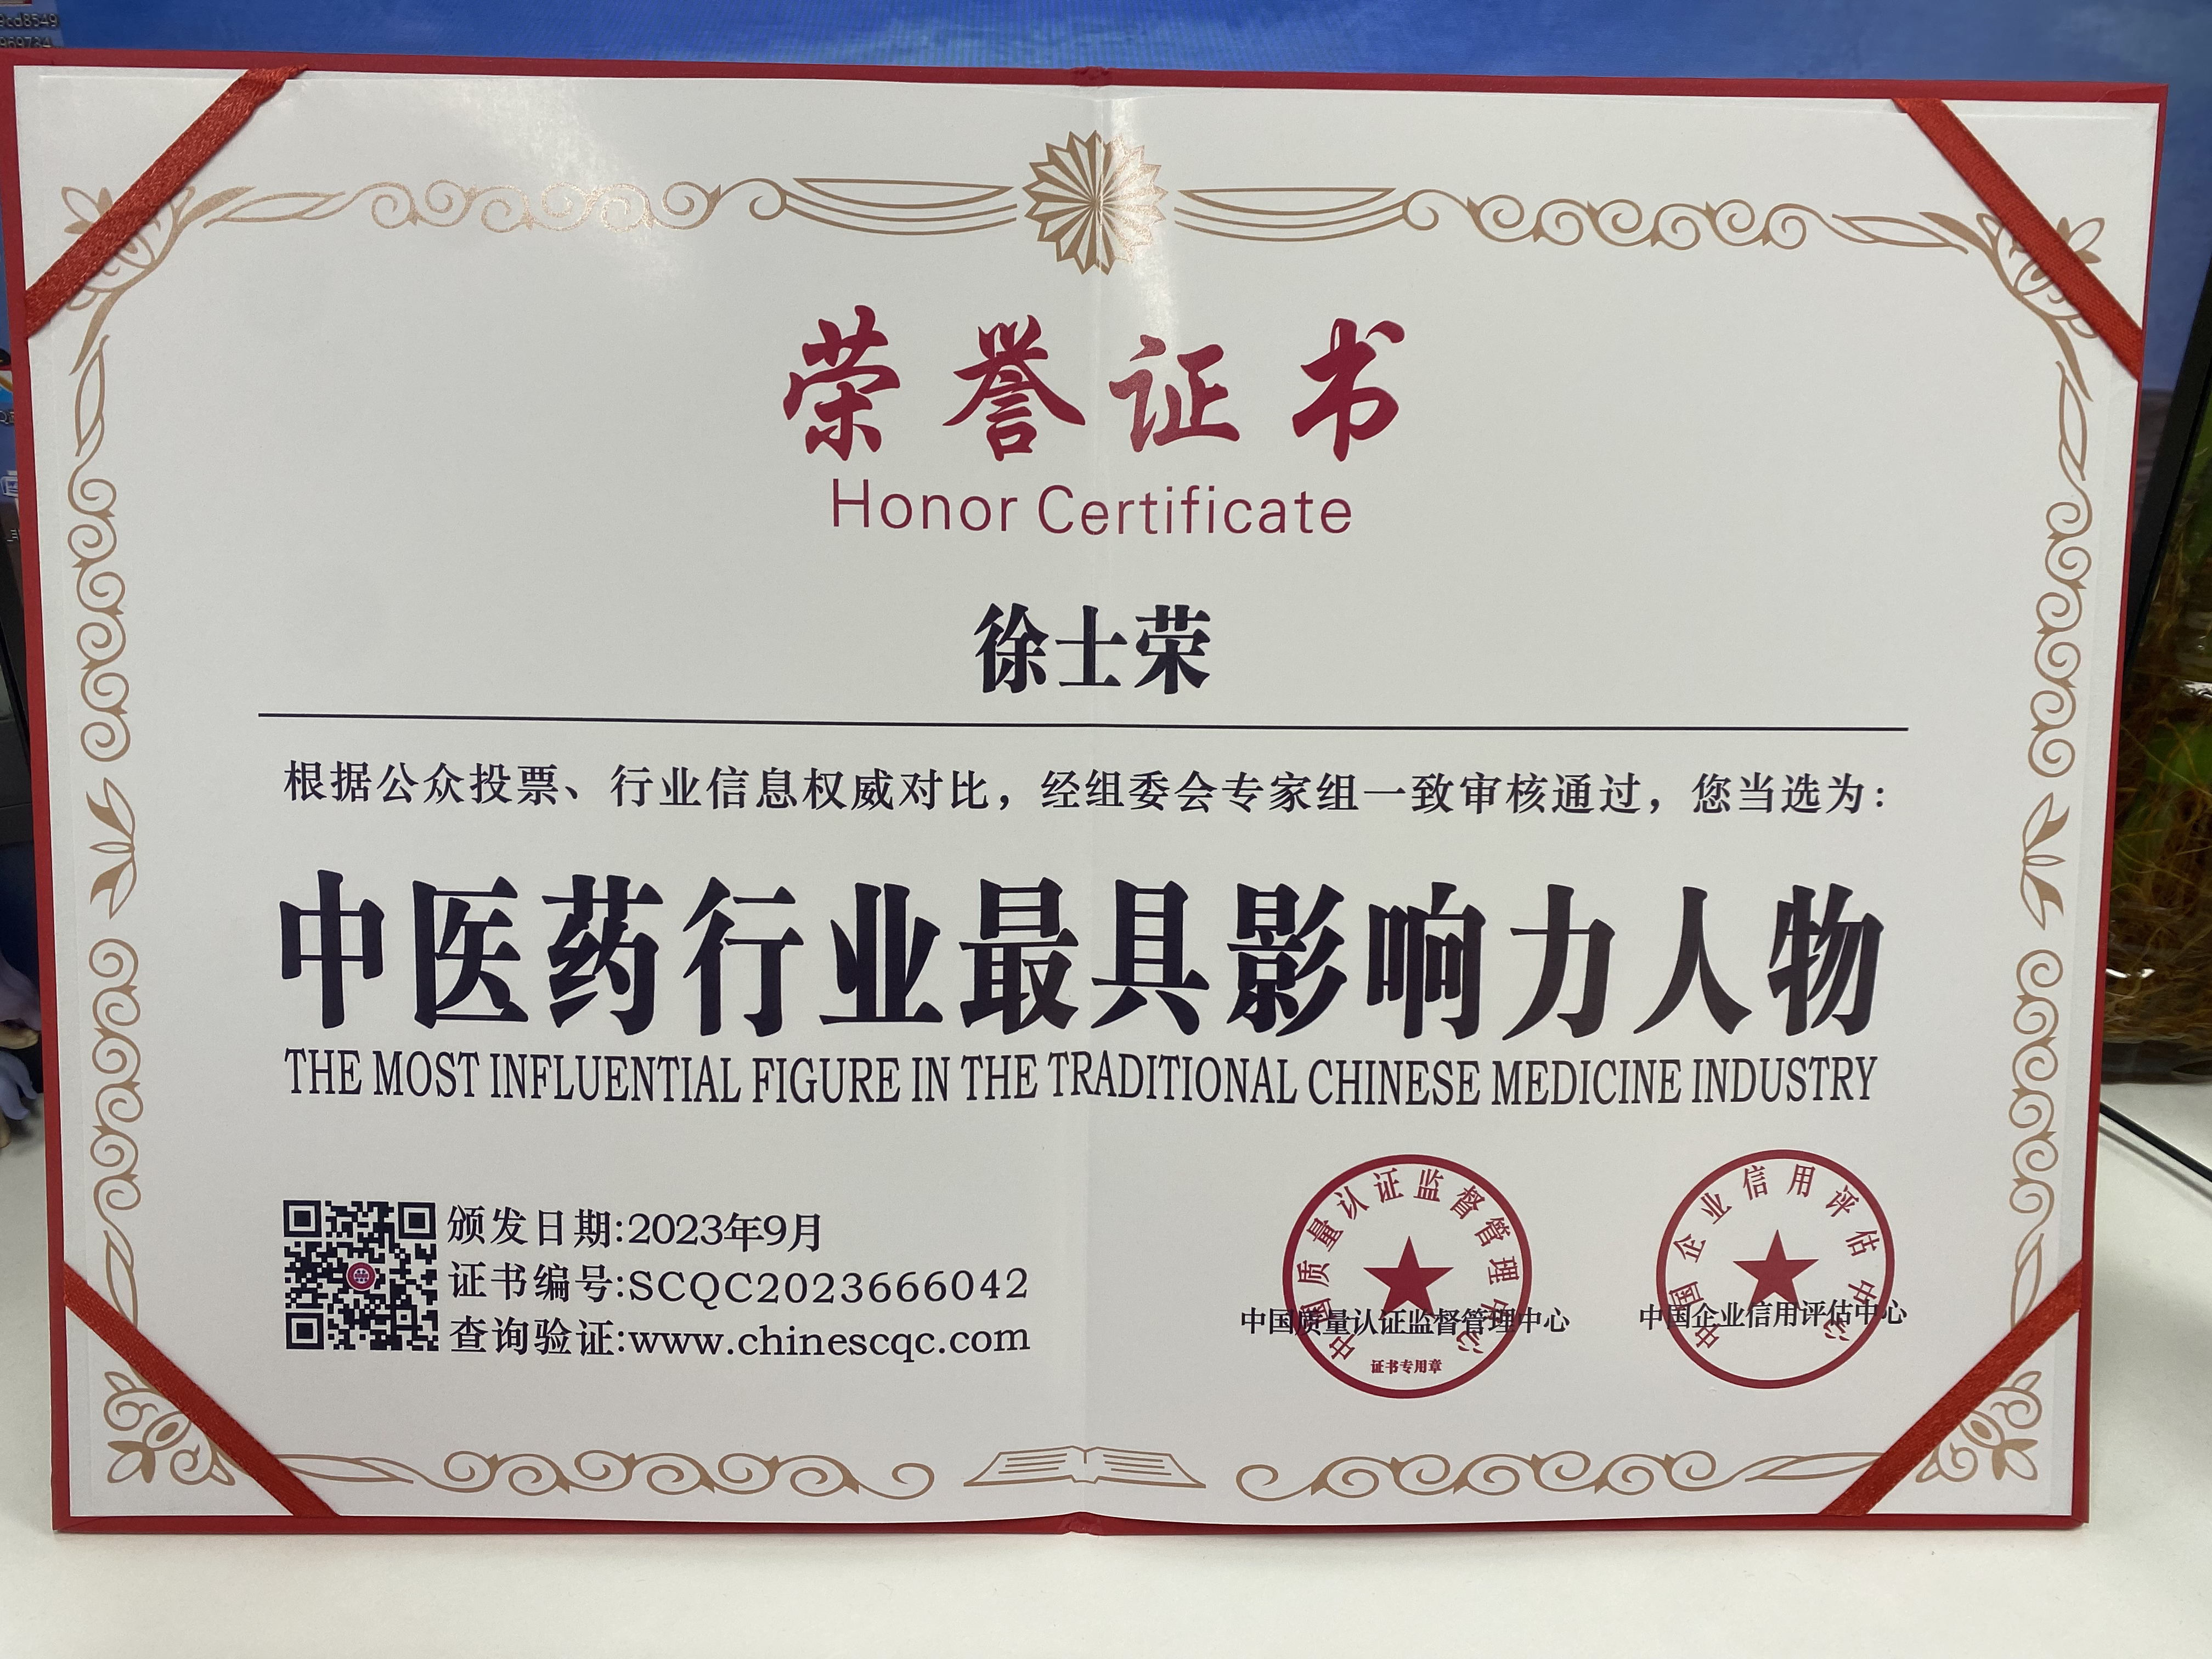 9cd8549
969734
荣誉证书
Honor Certificate
徐士荣
根据公众投票、行业信息权威对比，经组委会专家组一致审核通过，您当选为：
中医药行业最具影响力人物
THE MOST INFLUENTIAL FIGURE IN THE TRADITIONAL CHINESE MEDICINE INDUSTRY
颁发日期:2023年9月
证书编号:SCQC2023666042
查询验证:www.chinescqc.com
中国质量认证监督管理中心
中国质量认证监督管理中心
证书专用章
中国企业信用评估中心
中国企业信用评估中心